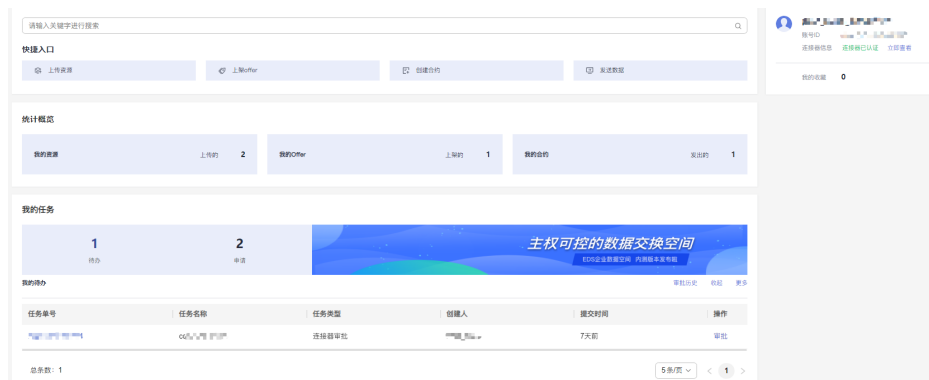 请输入关键字进行搜索
快捷入口
上传资源
上架offer
创建合约
发送数据
账号ID
连接器信息 连接器已认证 立即查看
我的收藏 0
统计概览
我的资源 上传的 2
我的Offer 上架的 1
我的合约 发出的 1
我的任务
1
待办
2
申请
主权可控的数据交换空间
EDS企业数据空间 内测版本发布啦
我的待办
审批历史 收起 更多
任务单号 任务名称 任务类型 创建人 提交时间 操作
连接器审批 7天前 审批
总条数: 1
5条/页
1